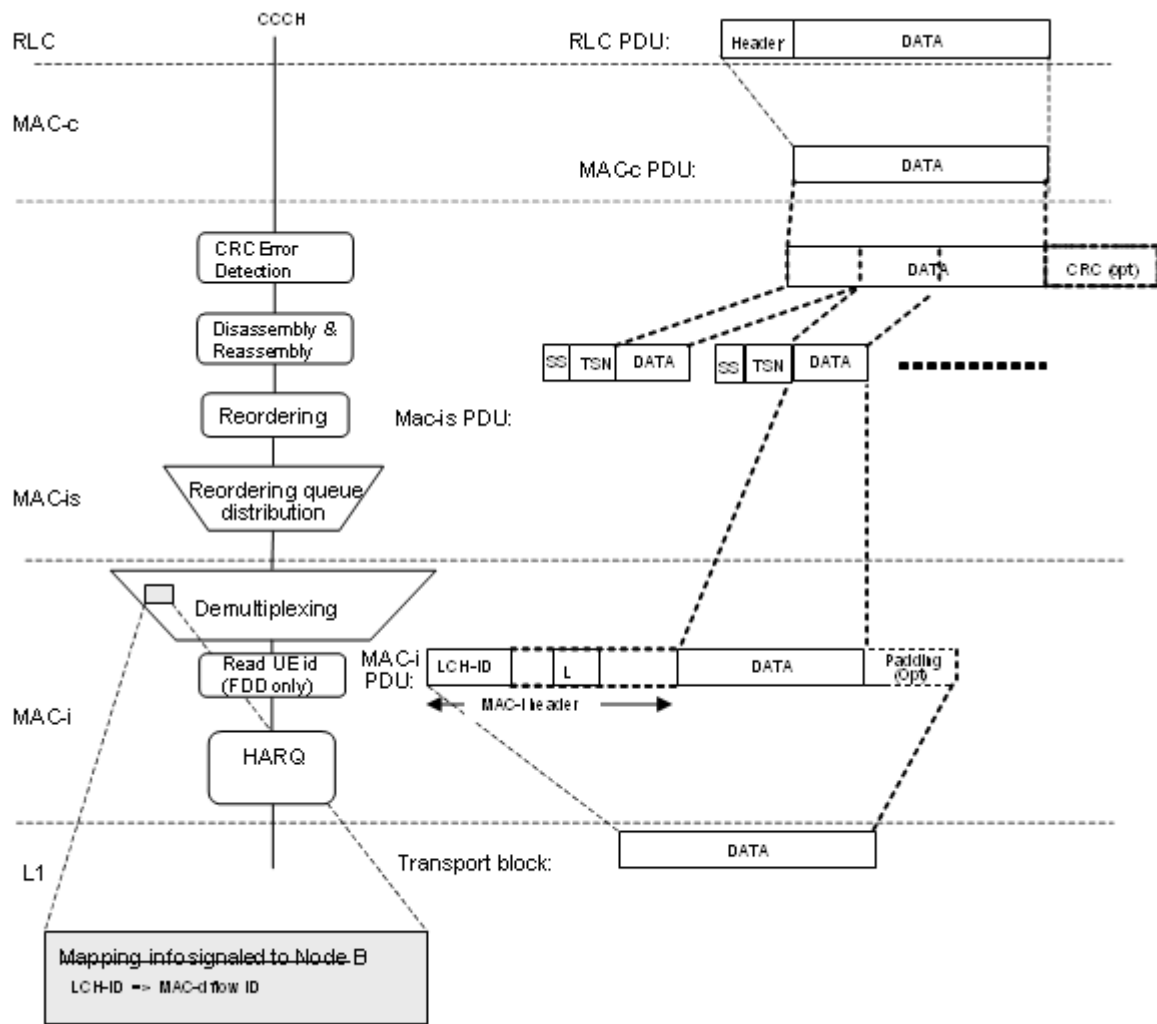 CCCH
RLC
RLC PDU:
Header
DATA
MAC-c
MAC-c PDU:
DATA
CRC Error
Detection
DATA
CRC (opt)
Disassembly &
Reassembly
SS
TSN
DATA
SS
TSN
DATA
Reordering
Mac-is PDU:
MAC-is
Reordering queue
distribution
Demultiplexing
Read UE id
(FDD only)
MAC-i
PDU:
LCH-ID
L
DATA
Padding
(Opt)
MAC-i header
MAC-i
HARQ
Transport block:
DATA
L1
Mapping info signaled to Node B
LCH-ID => MAC-d flow ID